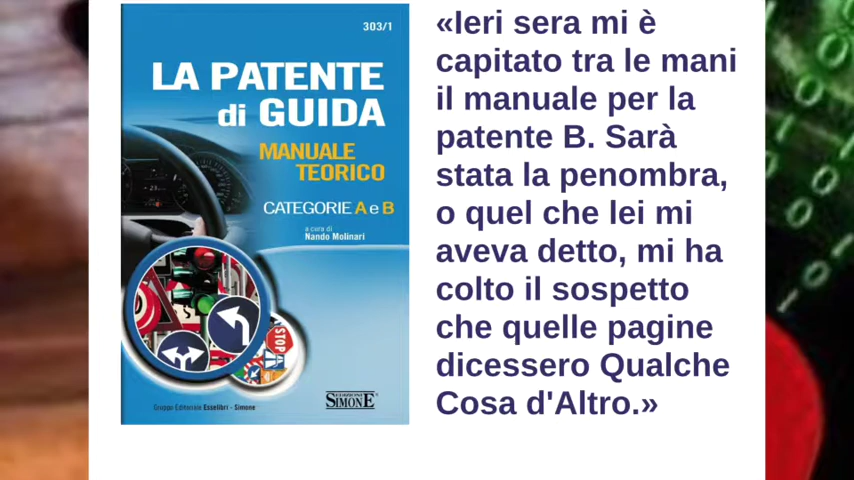 303/1
LA PATENTE
di GUIDA
MANUALE
TEORICO
CATEGORIE A e B
a cura di
Nando Molinari
STOP
Gruppo Editoriale Esselibri - Simone
EDIZIONI
SIMONE
«Ieri sera mi è
capitato tra le mani
il manuale per la
patente B. Sarà
stata la penombra,
o quel che lei mi
aveva detto, mi ha
colto il sospetto
che quelle pagine
dicessero Qualche
Cosa d'Altro.»